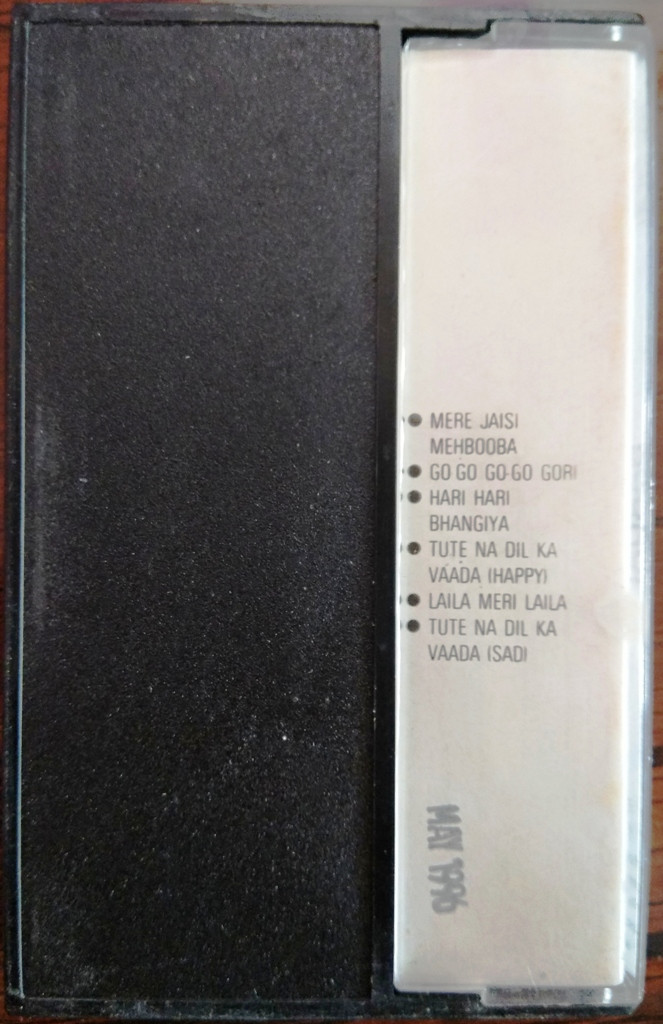 ● MERE JAISI
MEHBOOBA
● GO GO GO-GO GORI
● HARI HARI
BHANGIYA
● TUTE NA DIL KA
VAADA (HAPPY)
● LAILA MERI LAILA
● TUTE NA DIL KA
VAADA (SAD)
MAY 1996